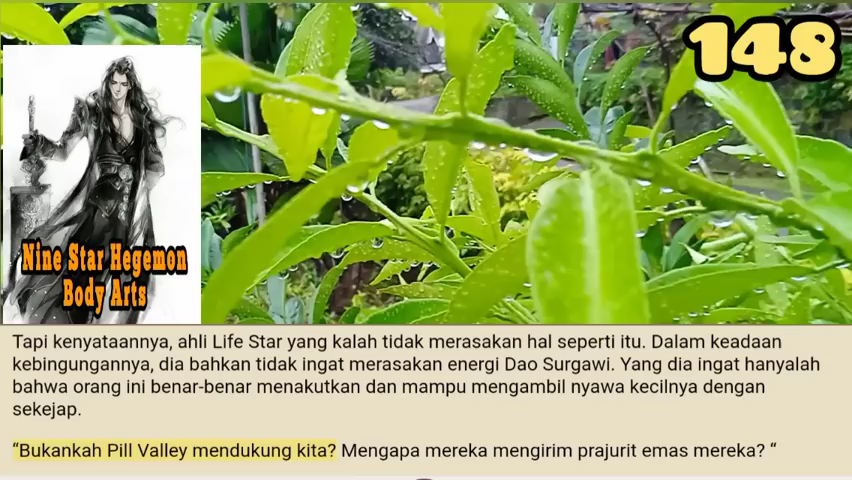 148
Nine Star Hegemon
Body Arts
Tapi kenyataannya, ahli Life Star yang kalah tidak merasakan hal seperti itu. Dalam keadaan
kebingungannya, dia bahkan tidak ingat merasakan energi Dao Surgawi. Yang dia ingat hanyalah
bahwa orang ini benar-benar menakutkan dan mampu mengambil nyawa kecilnya dengan
sekejap.
“Bukankah Pill Valley mendukung kita? Mengapa mereka mengirim prajurit emas mereka? “